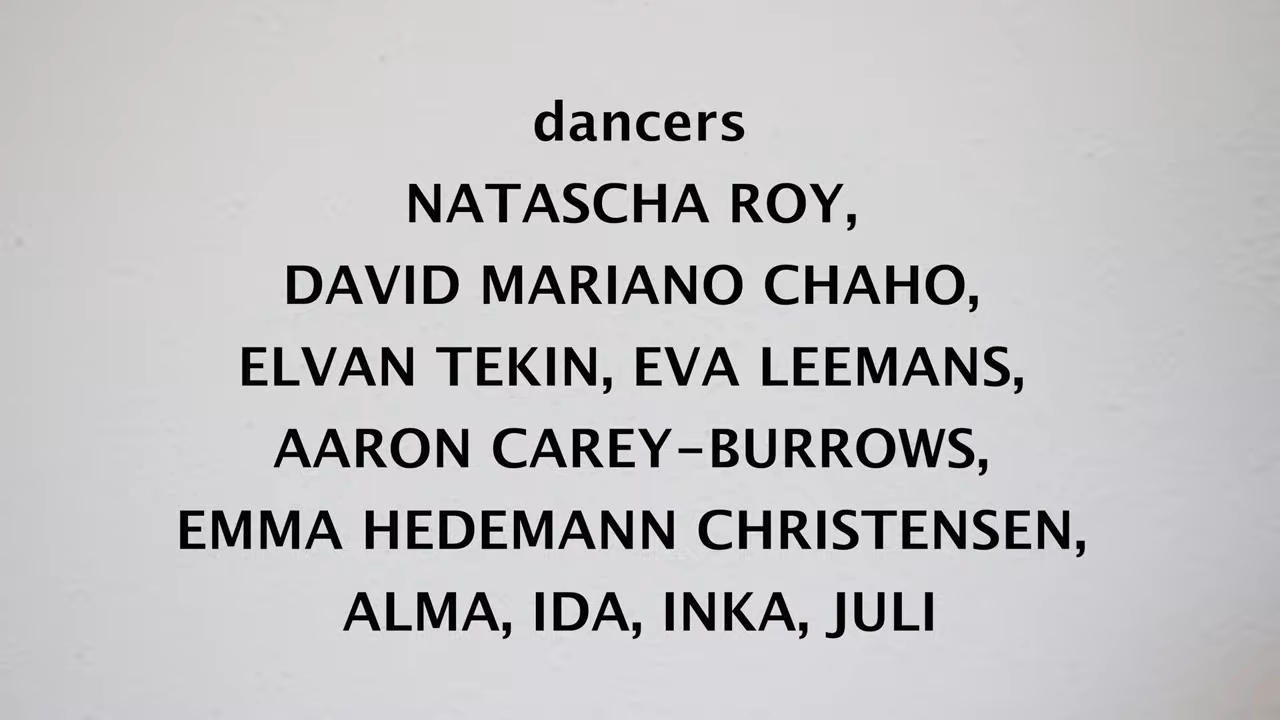 dancers
NATASCHA ROY,
DAVID MARIANO CHAHO,
ELVAN TEKIN, EVA LEEMANS,
AARON CAREY-BURROWS,
EMMA HEDEMANN CHRISTENSEN,
ALMA, IDA, INKA, JULI